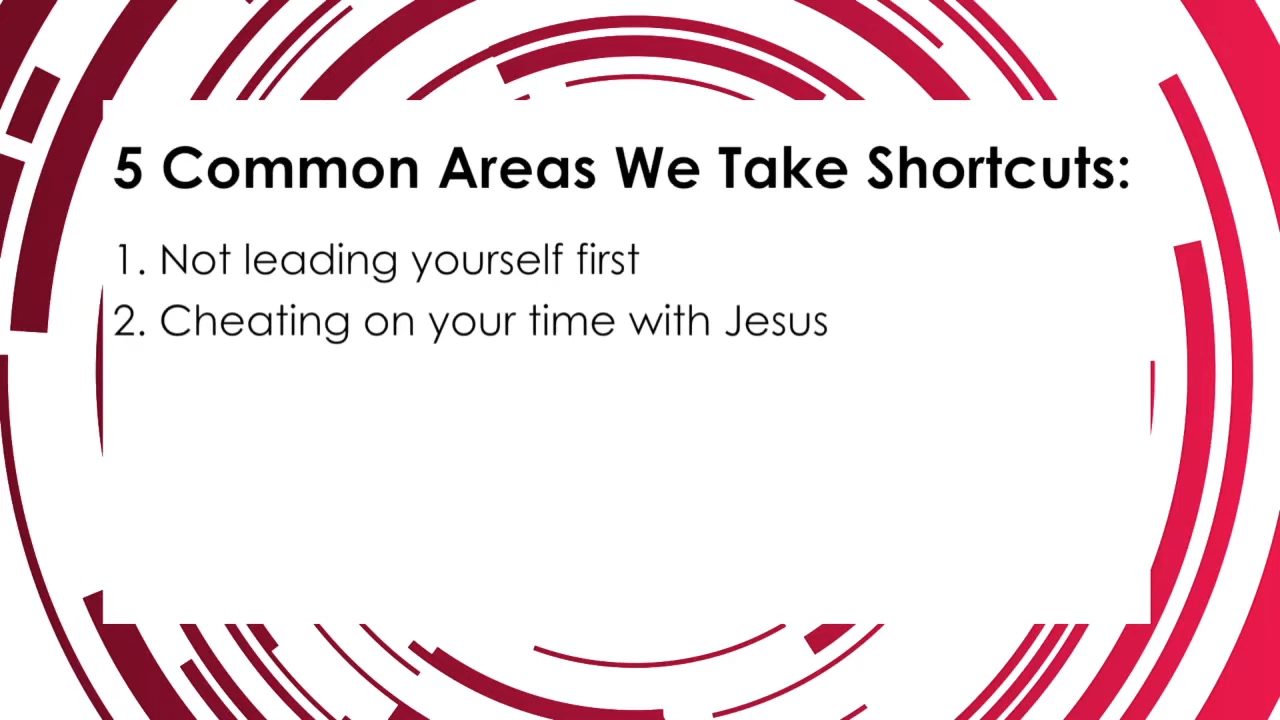 5 Common Areas We Take Shortcuts:
1. Not leading yourself first
2. Cheating on your time with Jesus